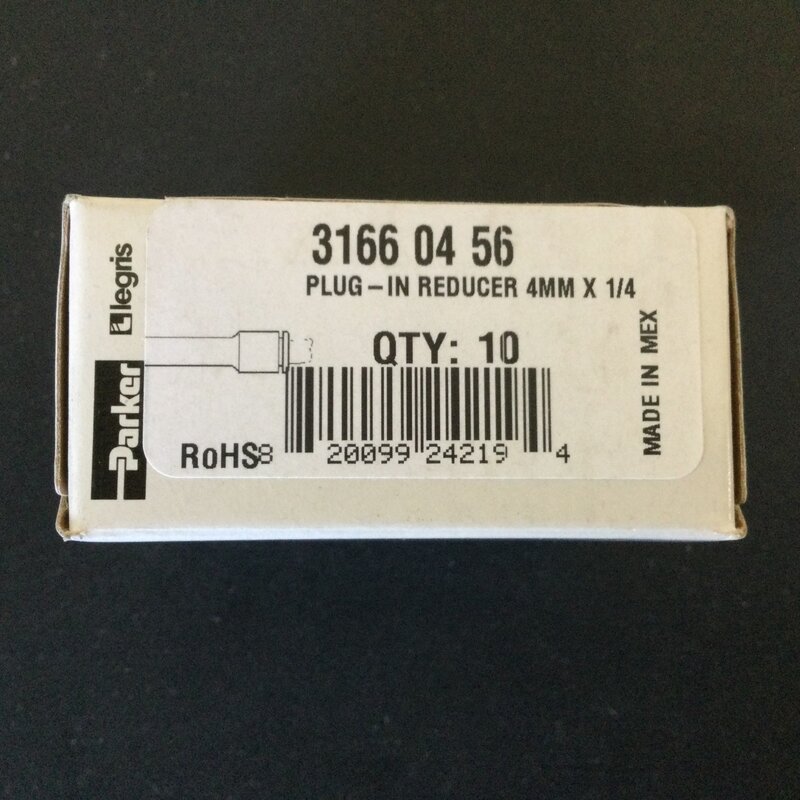 3166 04 56
PLUG-IN REDUCER 4MM X 1/4
QTY: 10
RoHS
8 20099 24219 4
MADE IN MEX
legris
Parker